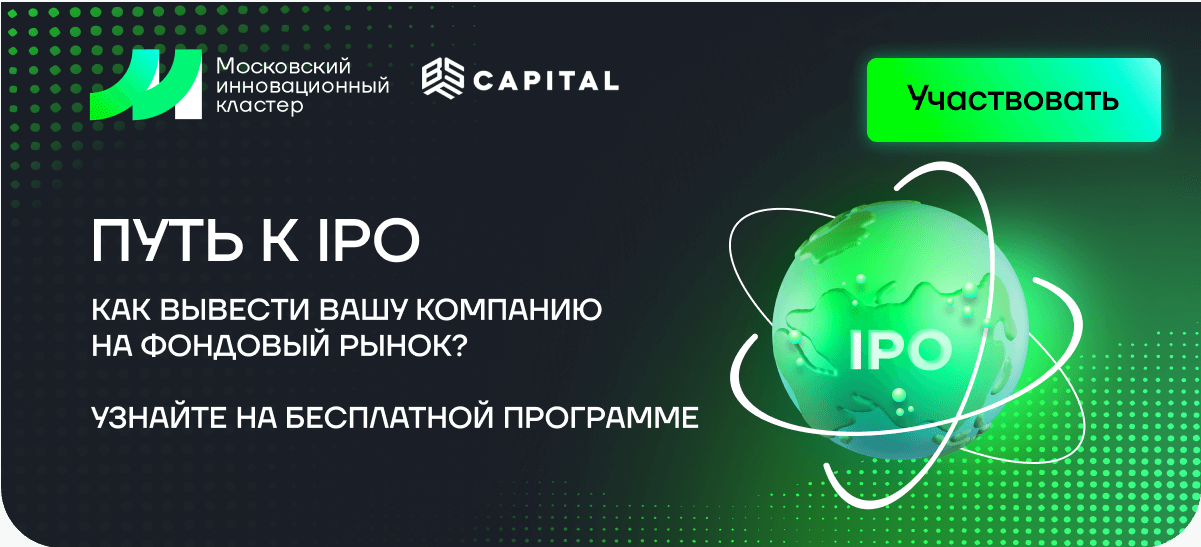 Московский
инновационный
кластер
BSG CAPITAL
Участвовать
ПУТЬ К IPO
КАК ВЫВЕСТИ ВАШУ КОМПАНИЮ
НА ФОНДОВЫЙ РЫНОК?
УЗНАЙТЕ НА БЕСПЛАТНОЙ ПРОГРАММЕ
IPO